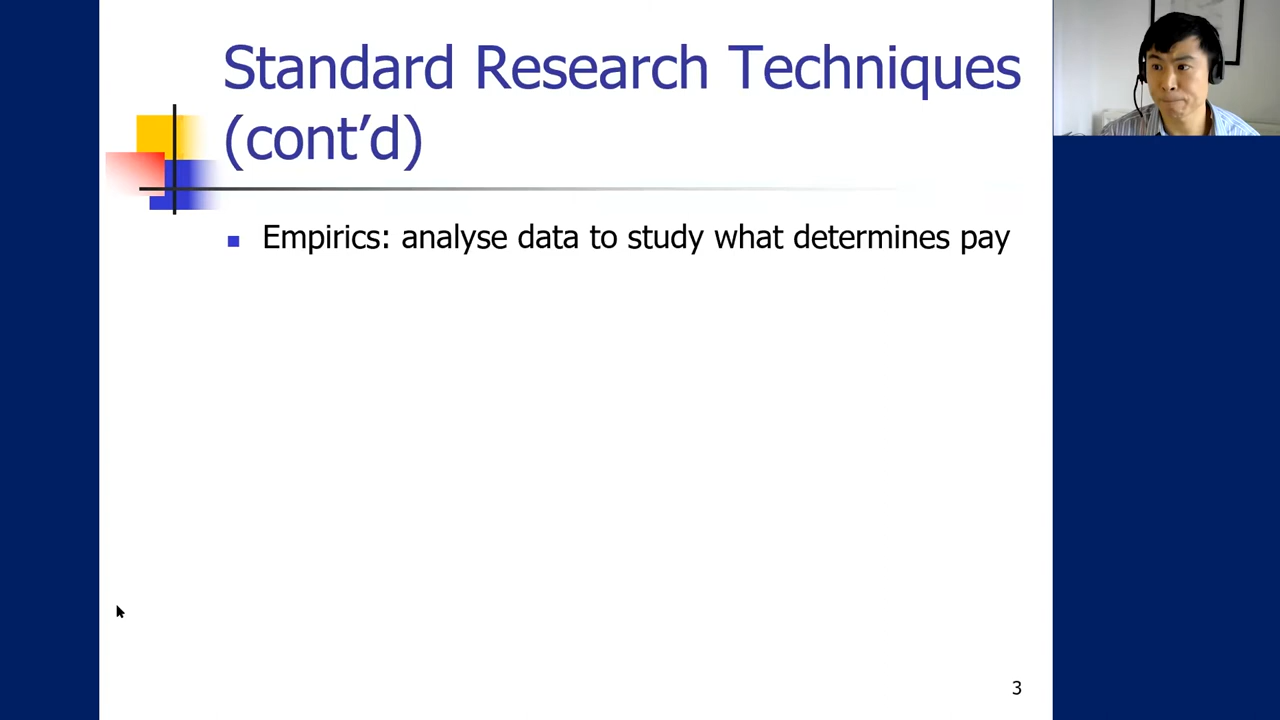 Standard Research Techniques
(cont’d)
Empirics: analyse data to study what determines pay
3